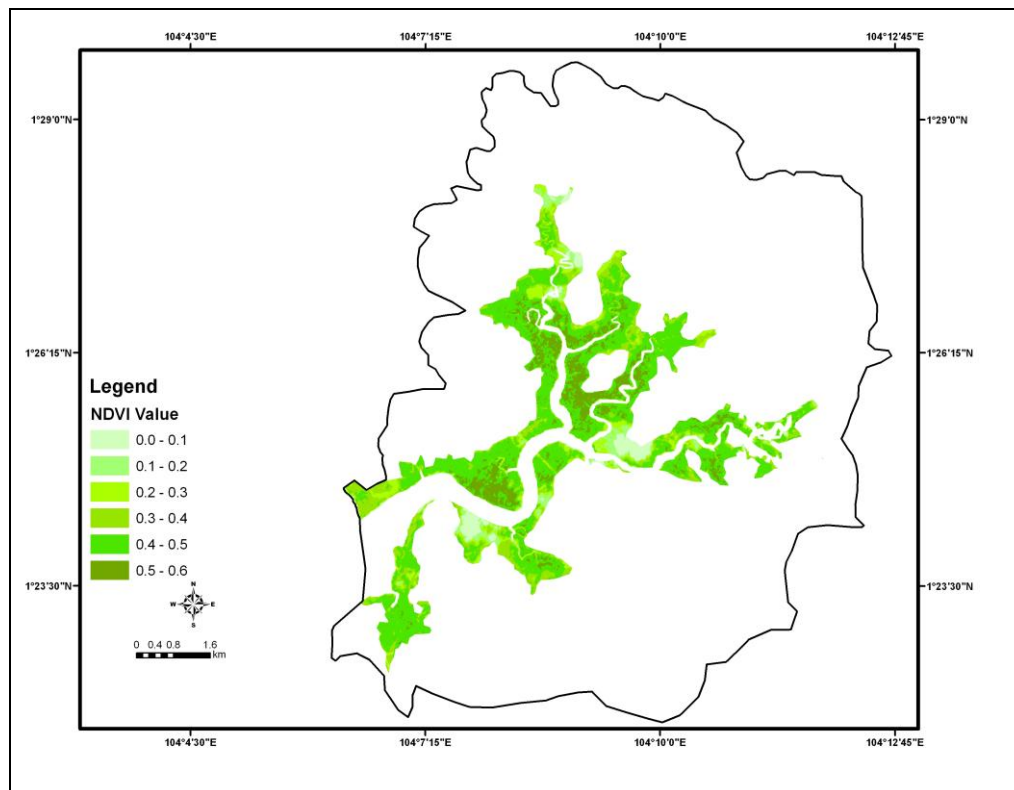 104°4'30"E 104°7'15"E 104°10'0"E 104°12'45"E
1°29'0"N 1°29'0"N
1°26'15"N 1°26'15"N
Legend
NDVI Value
0.0 - 0.1
0.1 - 0.2
0.2 - 0.3
0.3 - 0.4
0.4 - 0.5
0.5 - 0.6
1°23'30"N 1°23'30"N
N
W E
S
0 0.4 0.8 1.6
km
104°4'30"E 104°7'15"E 104°10'0"E 104°12'45"E